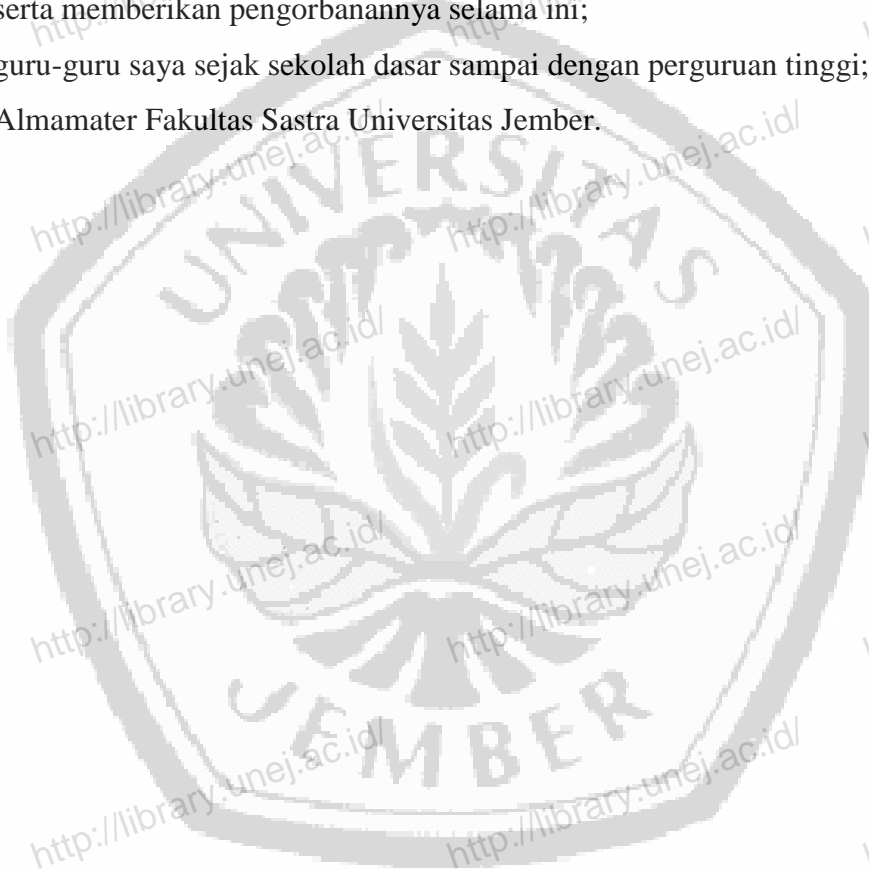 serta memberikan pengorbanannya selama ini;
guru-guru saya sejak sekolah dasar sampai dengan perguruan tinggi;
Almamater Fakultas Sastra Universitas Jember.
UNIVERSITAS
http://library.unej.ac.id/
http://library.unej.ac.id/
http://library.unej.ac.id/
http://library.unej.ac.id/
http://library.unej.ac.id/
http://library.unej.ac.id/
JEMBER
http://library.unej.ac.id/
http://library.unej.ac.id/